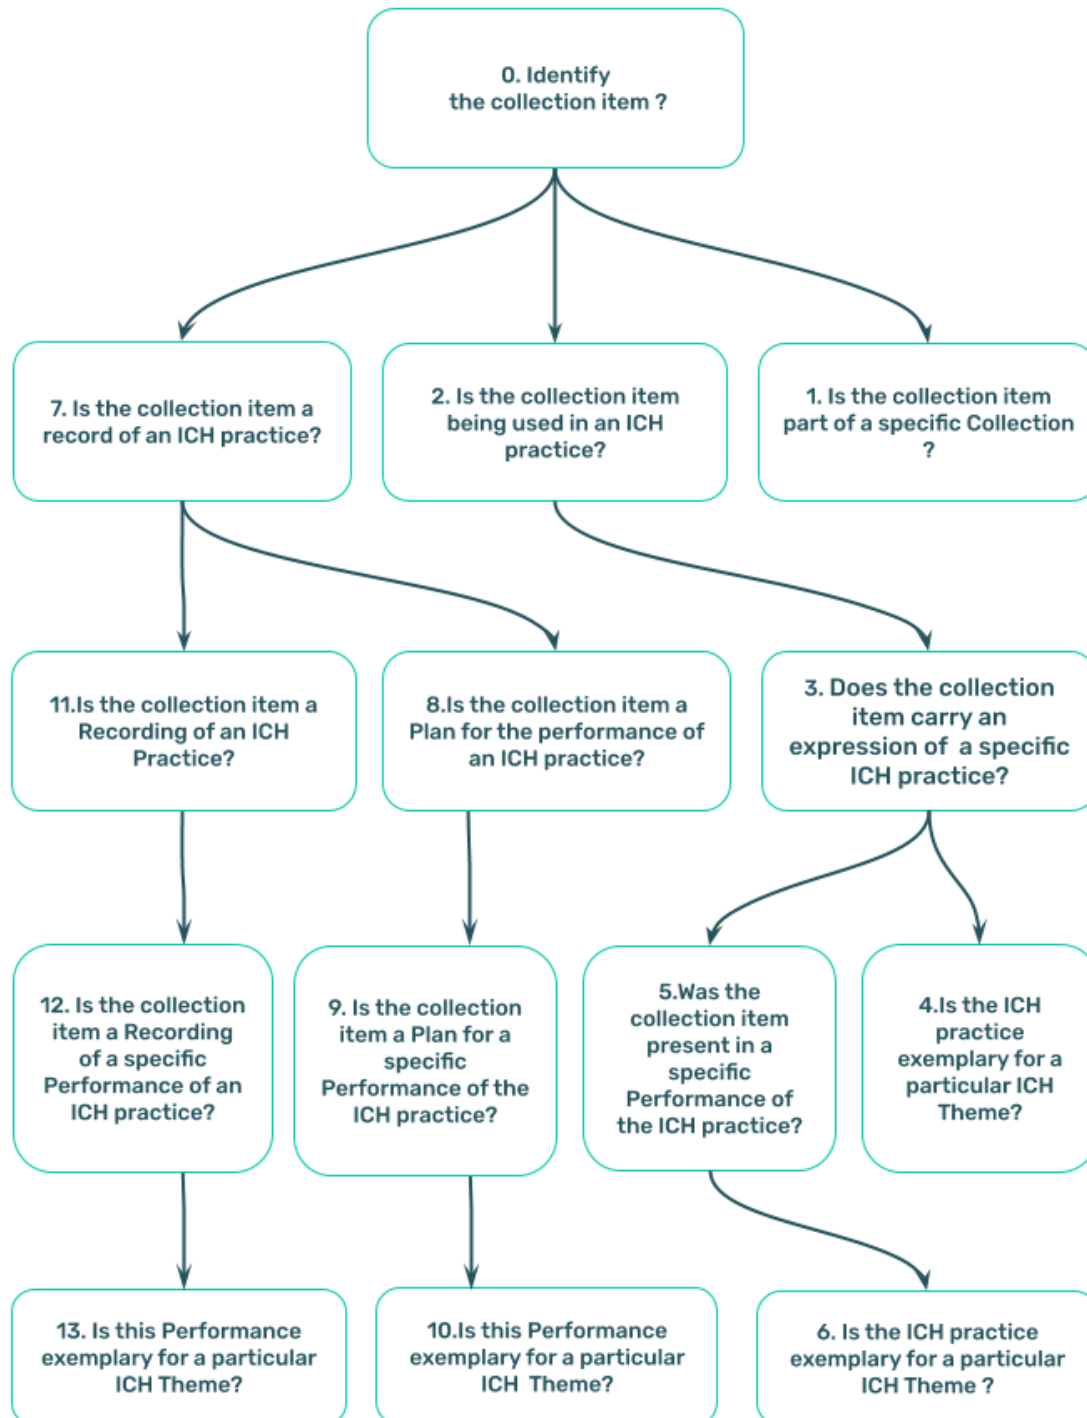 0. Identify
the collection item ?
7. Is the collection item a
record of an ICH practice?
2. Is the collection item
being used in an ICH
practice?
1. Is the collection item
part of a specific Collection
?
11.Is the collection item a
Recording of an ICH
Practice?
8.Is the collection item a
Plan for the performance of
an ICH practice?
3. Does the collection
item carry an
expression of a specific
ICH practice?
12. Is the collection
item a Recording
of a specific
Performance of an
ICH practice?
9. Is the collection
item a Plan for a
specific
Performance of the
ICH practice?
5.Was the
collection item
present in a
specific
Performance of
the ICH practice?
4.Is the ICH
practice
exemplary for a
particular ICH
Theme?
13. Is this Performance
exemplary for a particular
ICH Theme?
10.Is this Performance
exemplary for a particular
ICH Theme?
6. Is the ICH practice
exemplary for a particular
ICH Theme ?